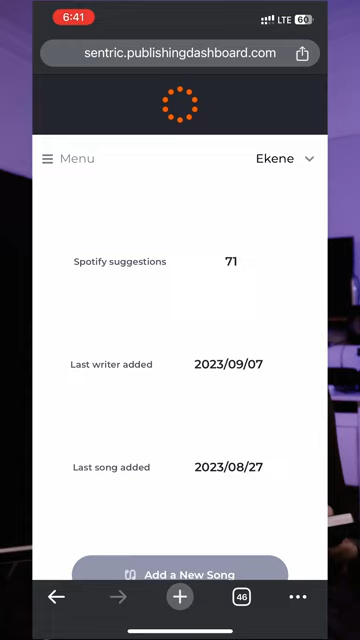 6:41
LTE 60
sentric.publishingdashboard.com
Menu
Ekene
Spotify suggestions 71
Last writer added 2023/09/07
Last song added 2023/08/27
Add a New Song
46